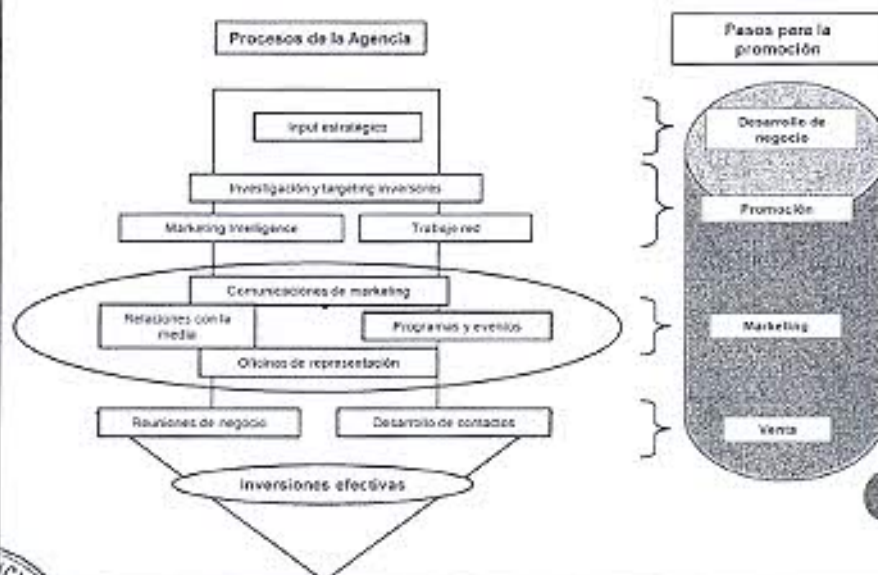 Procesos de la Agencia
Pasos para la
promoción
Input estratégico
Desarrollo de
negocio
Investigación y targeting inversores
Promoción
Marketing Intelligence
Trabajo red
Comunicaciones de marketing
Relaciones con la
media
Programas y eventos
Marketing
Oficinas de representación
Reuniones de negocio
Desarrollo de contactos
Venta
Inversiones efectivas